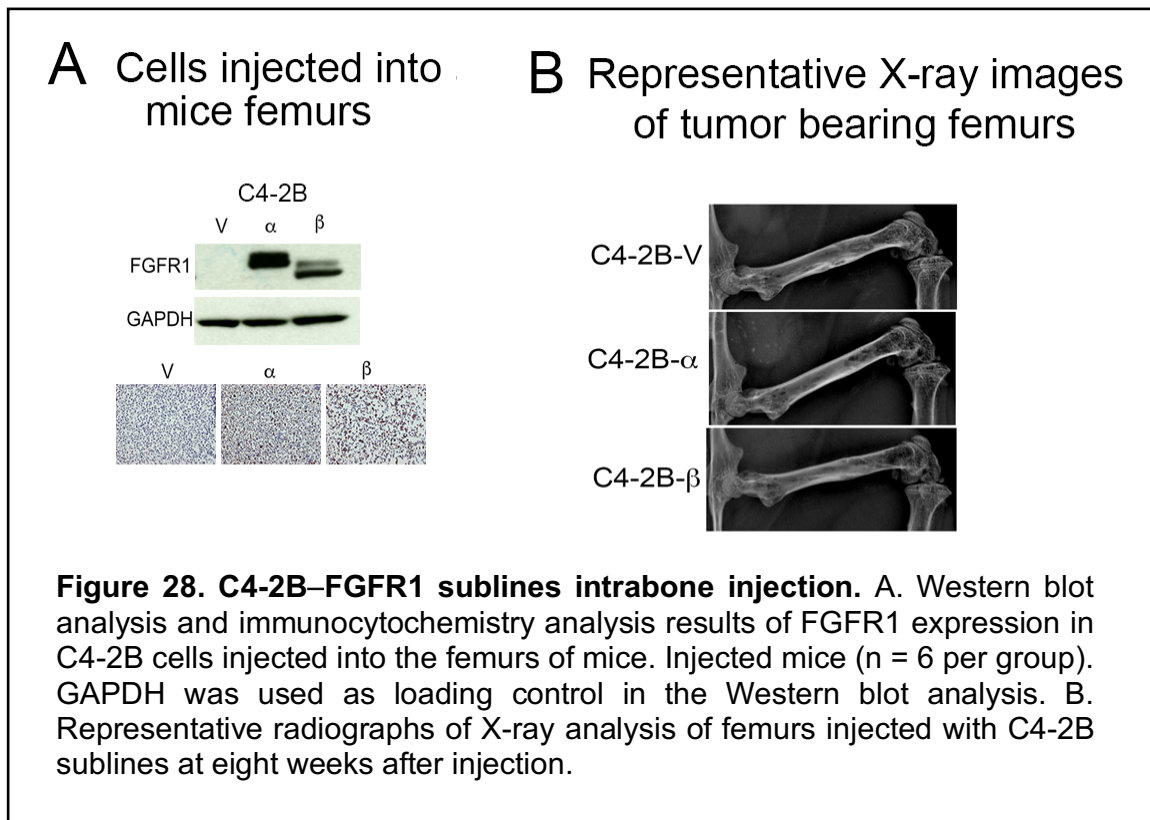 A Cells injected into
mice femurs
C4-2B
V α β
FGFR1
GAPDH
V α β
B Representative X-ray images
of tumor bearing femurs
C4-2B-V
C4-2B-α
C4-2B-β
Figure 28. C4-2B–FGFR1 sublines intrabone injection. A. Western blot
analysis and immunocytochemistry analysis results of FGFR1 expression in
C4-2B cells injected into the femurs of mice. Injected mice (n = 6 per group).
GAPDH was used as loading control in the Western blot analysis. B.
Representative radiographs of X-ray analysis of femurs injected with C4-2B
sublines at eight weeks after injection.